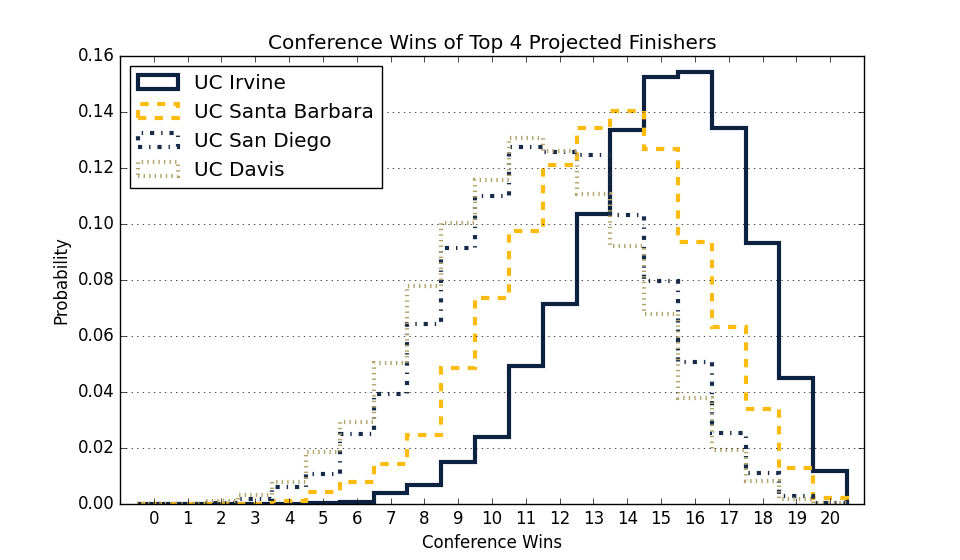 Conference Wins of Top 4 Projected Finishers
UC Irvine
UC Santa Barbara
UC San Diego
UC Davis
0.16
0.14
0.12
0.10
0.08
0.06
0.04
0.02
0.00
Probability
0 1 2 3 4 5 6 7 8 9 10 11 12 13 14 15 16 17 18 19 20
Conference Wins